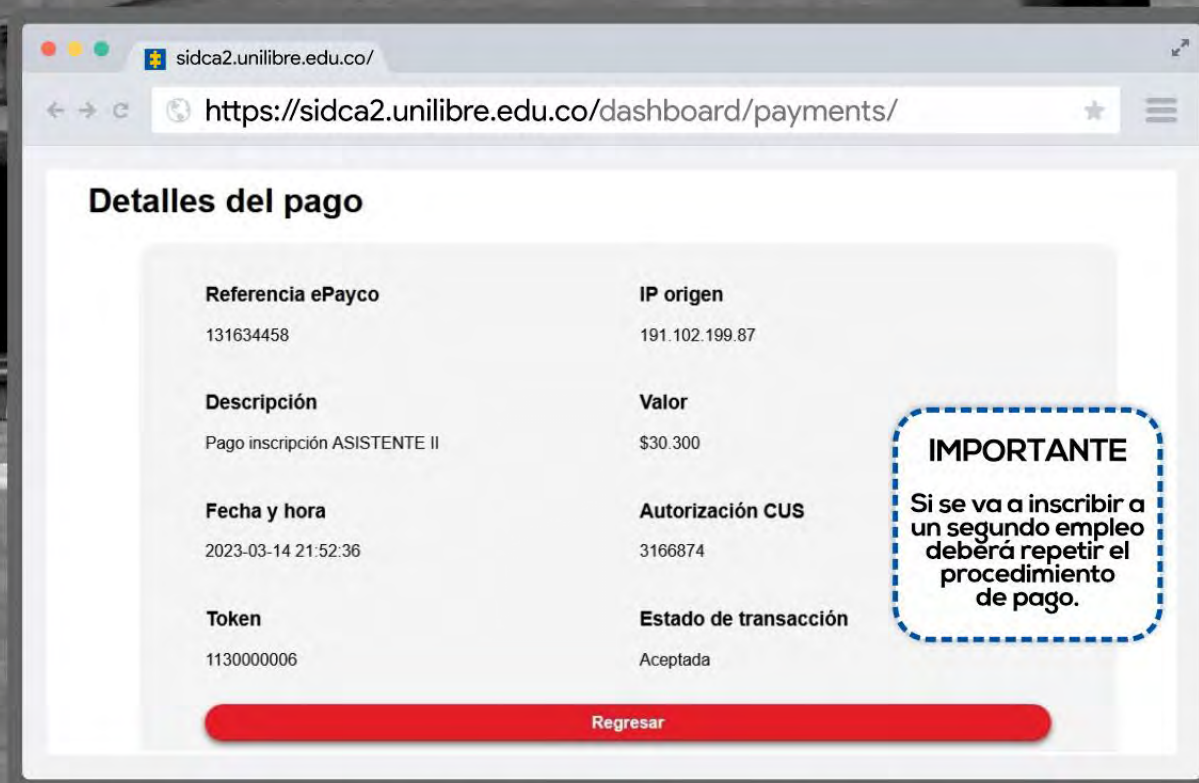 sidca2.unilibre.edu.co/
https://sidca2.unilibre.edu.co/dashboard/payments/
Detalles del pago
Referencia ePayco
131634458
IP origen
191.102.199.87
Descripción
Pago inscripción ASISTENTE II
Valor
$30.300
Fecha y hora
2023-03-14 21:52:36
Autorización CUS
3166874
Token
1130000006
Estado de transacción
Aceptada
IMPORTANTE
Si se va a inscribir a
un segundo empleo
deberá repetir el
procedimiento
de pago.
Regresar